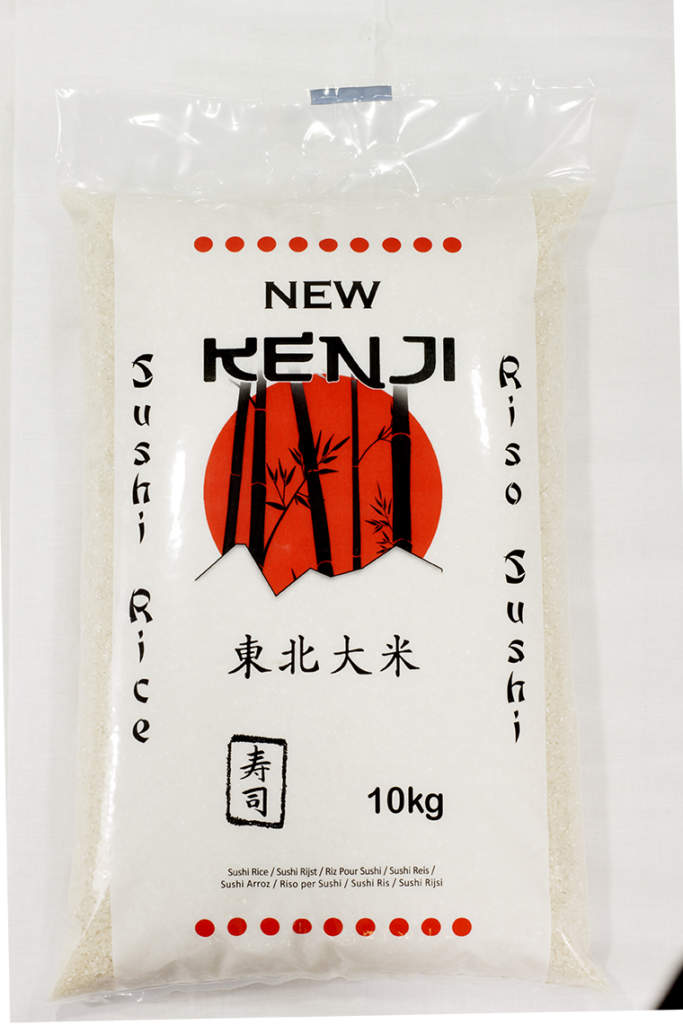 NEW
KENJI
Sushi Rice
Riso Sushi
東北大米
寿司
10kg
Sushi Rice / Sushi Rijst / Riz Pour Sushi / Sushi Reis /
Sushi Arroz / Riso per Sushi / Sushi Ris / Sushi Rijsi